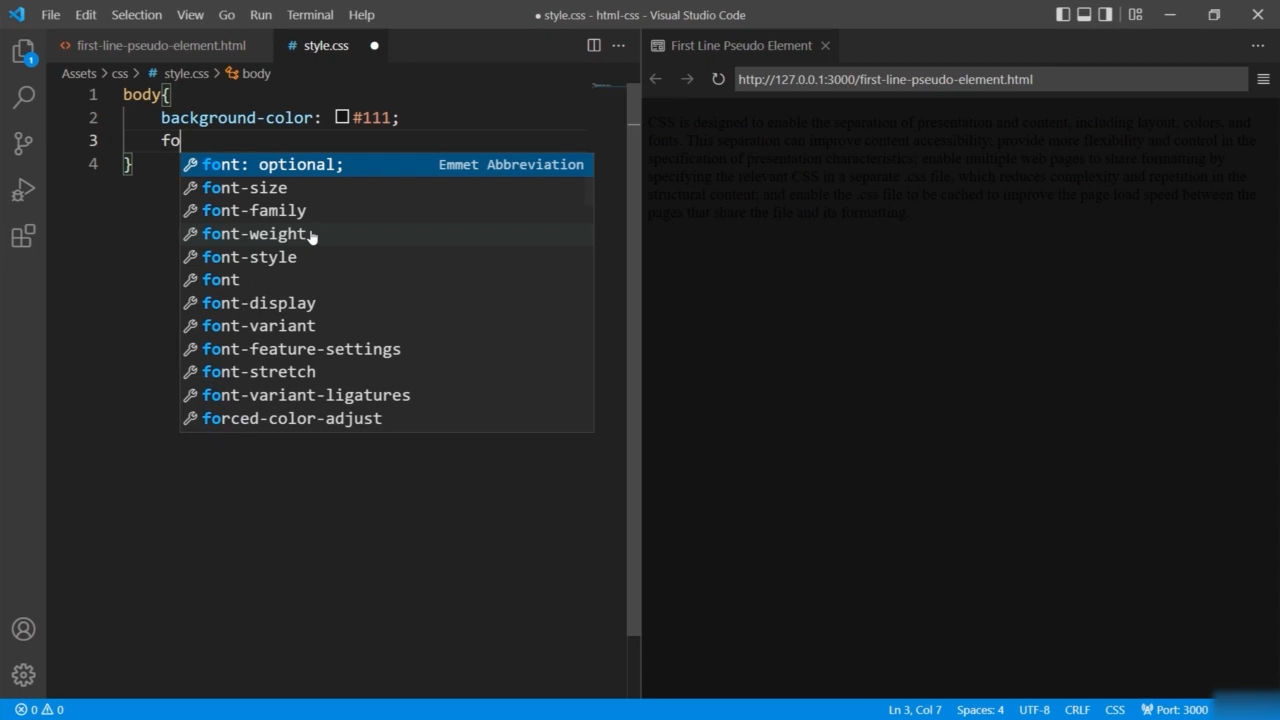 File Edit Selection View Go Run Terminal Help
● style.css - html-css - Visual Studio Code
<> first-line-pseudo-element.html
# style.css ●
Assets > css > # style.css > body
1 body{
2 background-color: #111;
3 fo
4 }
font: optional; Emmet Abbreviation
font-size
font-family
font-weight
font-style
font
font-display
font-variant
font-feature-settings
font-stretch
font-variant-ligatures
forced-color-adjust
First Line Pseudo Element
http://127.0.0.1:3000/first-line-pseudo-element.html
CSS is designed to enable the separation of presentation and content, including layout, colors, and
fonts. This separation can improve content accessibility; provide more flexibility and control in the
specification of presentation characteristics; enable multiple web pages to share formatting by
specifying the relevant CSS in a separate .css file, which reduces complexity and repetition in the
structural content; and enable the .css file to be cached to improve the page load speed between the
pages that share the file and its formatting.
1
0 0
Ln 3, Col 7 Spaces: 4 UTF-8 CRLF CSS Port: 3000